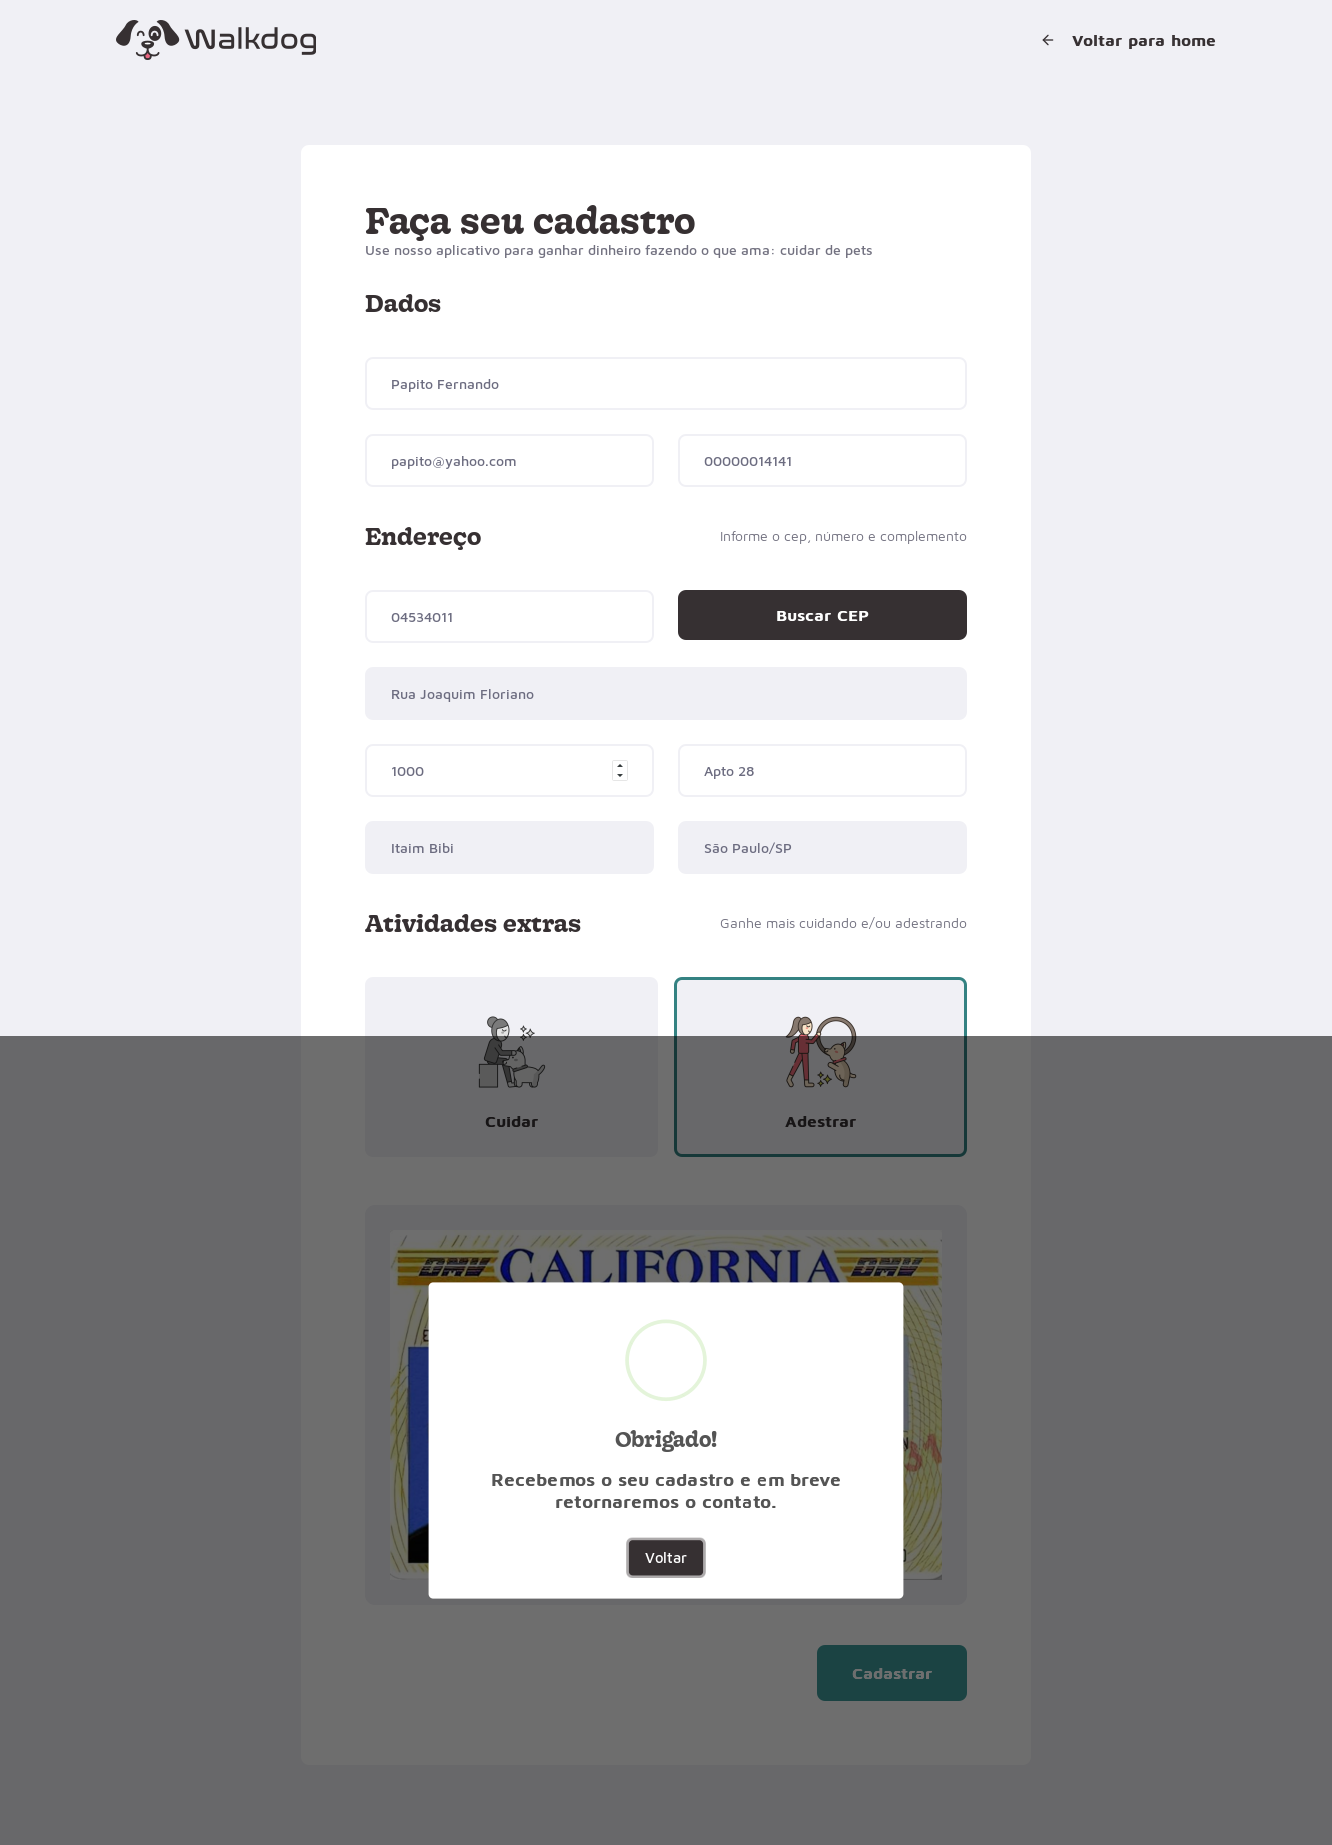 Walkdog
Voltar para home
Faça seu cadastro
Use nosso aplicativo para ganhar dinheiro fazendo o que ama: cuidar de pets
Dados
Papito Fernando
papito@yahoo.com
00000014141
Endereço
Informe o cep, número e complemento
04534011
Buscar CEP
Rua Joaquim Floriano
1000
Apto 28
Itaim Bibi
São Paulo/SP
Atividades extras
Ganhe mais cuidando e/ou adestrando
Cuidar
Adestrar
DMV CALIFORNIA DMV
Obrigado!
Recebemos o seu cadastro e em breve
retornaremos o contato.
Voltar
Cadastrar